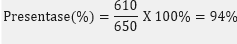 Presentase(%) = 610/650 X 100% = 94%